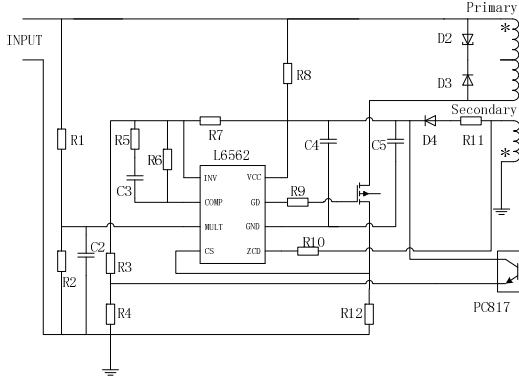 Primary
INPUT
D2
*
R8
D3
Secondary
R1
R5
R7
C4
C5
D4
R11
R6
L6562
*
C3
INV
VCC
COMP
GD
R9
MULT
GND
CS
ZCD
R10
C2
R3
R2
R4
R12
PC817